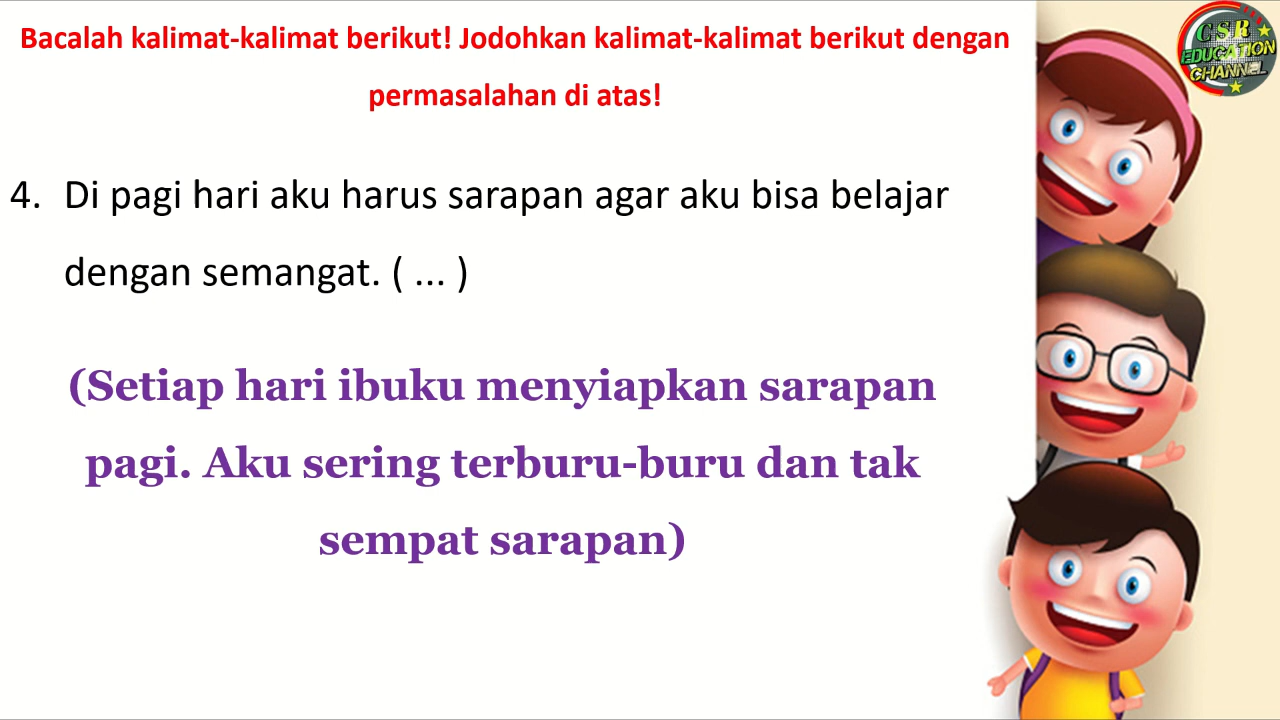 Bacalah kalimat-kalimat berikut! Jodohkan kalimat-kalimat berikut dengan
permasalahan di atas!
CSR
EDUCATION
CHANNEL
4. Di pagi hari aku harus sarapan agar aku bisa belajar
dengan semangat. ( ... )
(Setiap hari ibuku menyiapkan sarapan
pagi. Aku sering terburu-buru dan tak
sempat sarapan)